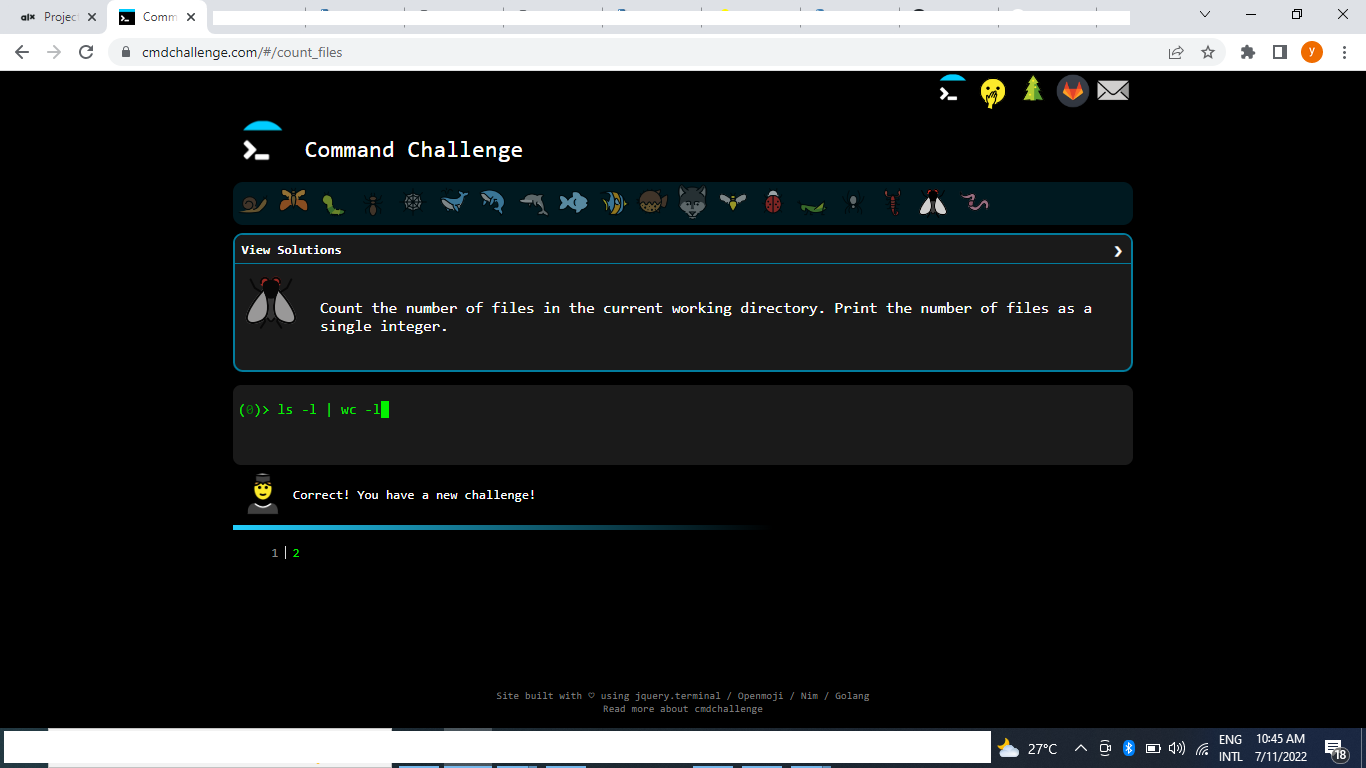 alx Projec
Comm
cmdchallenge.com/#/count_files
y
Command Challenge
View Solutions
Count the number of files in the current working directory. Print the number of files as a
single integer.
(0)> ls -l | wc -l
Correct! You have a new challenge!
1 | 2
Site built with ♡ using jquery.terminal / Openmoji / Nim / Golang
Read more about cmdchallenge
27°C
ENG
INTL
10:45 AM
7/11/2022
18